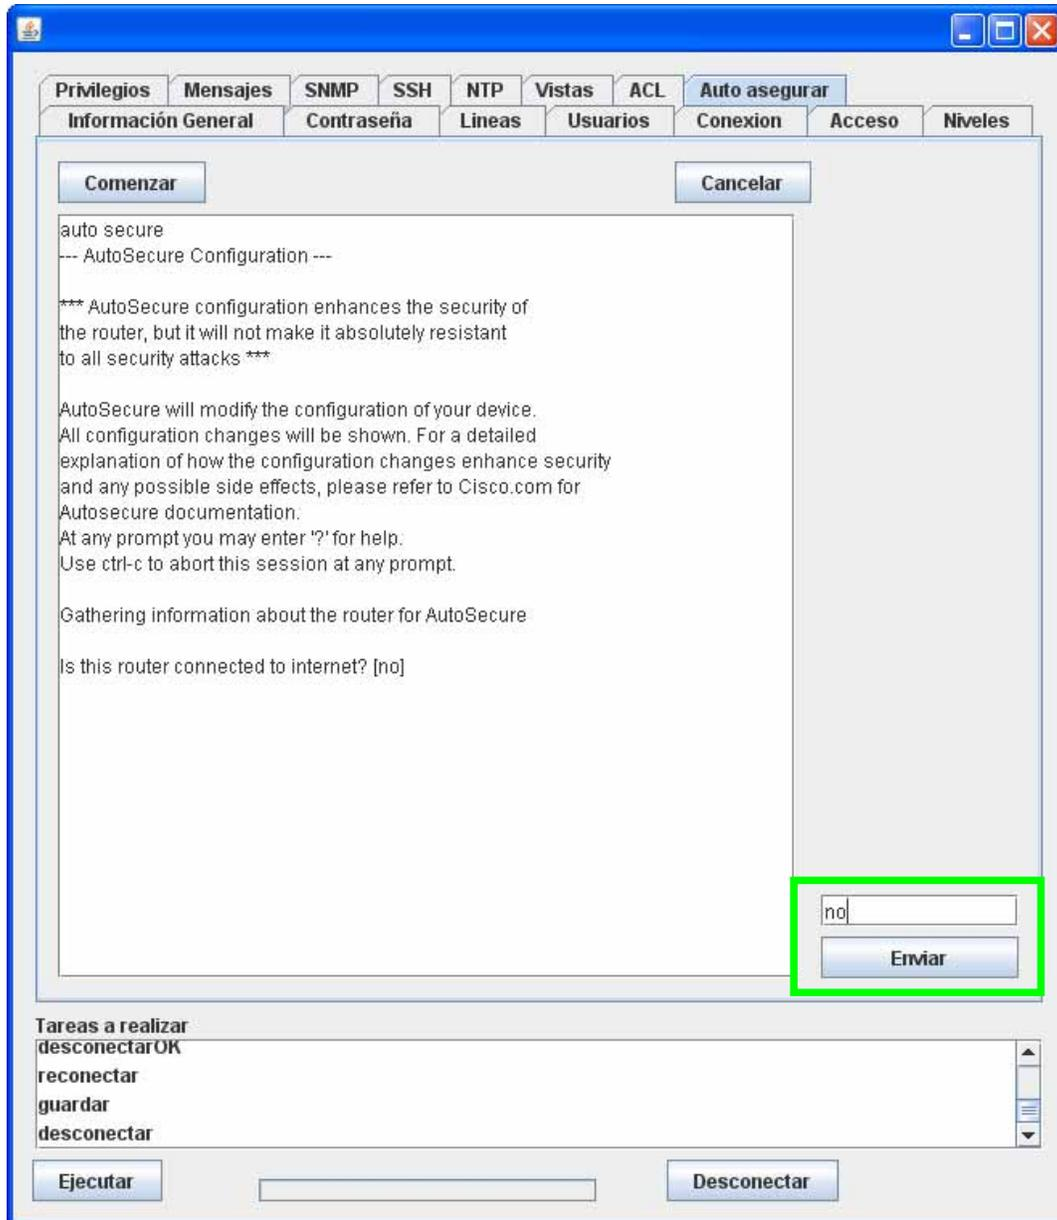 Privilegios Mensajes SNMP SSH NTP Vistas ACL Auto asegurar
Información General Contraseña Lineas Usuarios Conexion Acceso Niveles
Comenzar Cancelar
auto secure
--- AutoSecure Configuration ---
*** AutoSecure configuration enhances the security of
the router, but it will not make it absolutely resistant
to all security attacks ***
AutoSecure will modify the configuration of your device.
All configuration changes will be shown. For a detailed
explanation of how the configuration changes enhance security
and any possible side effects, please refer to Cisco.com for
Autosecure documentation.
At any prompt you may enter '?' for help.
Use ctrl-c to abort this session at any prompt.
Gathering information about the router for AutoSecure
Is this router connected to internet? [no]
no
Enviar
Tareas a realizar
desconectarOK
reconectar
guardar
desconectar
Ejecutar Desconectar